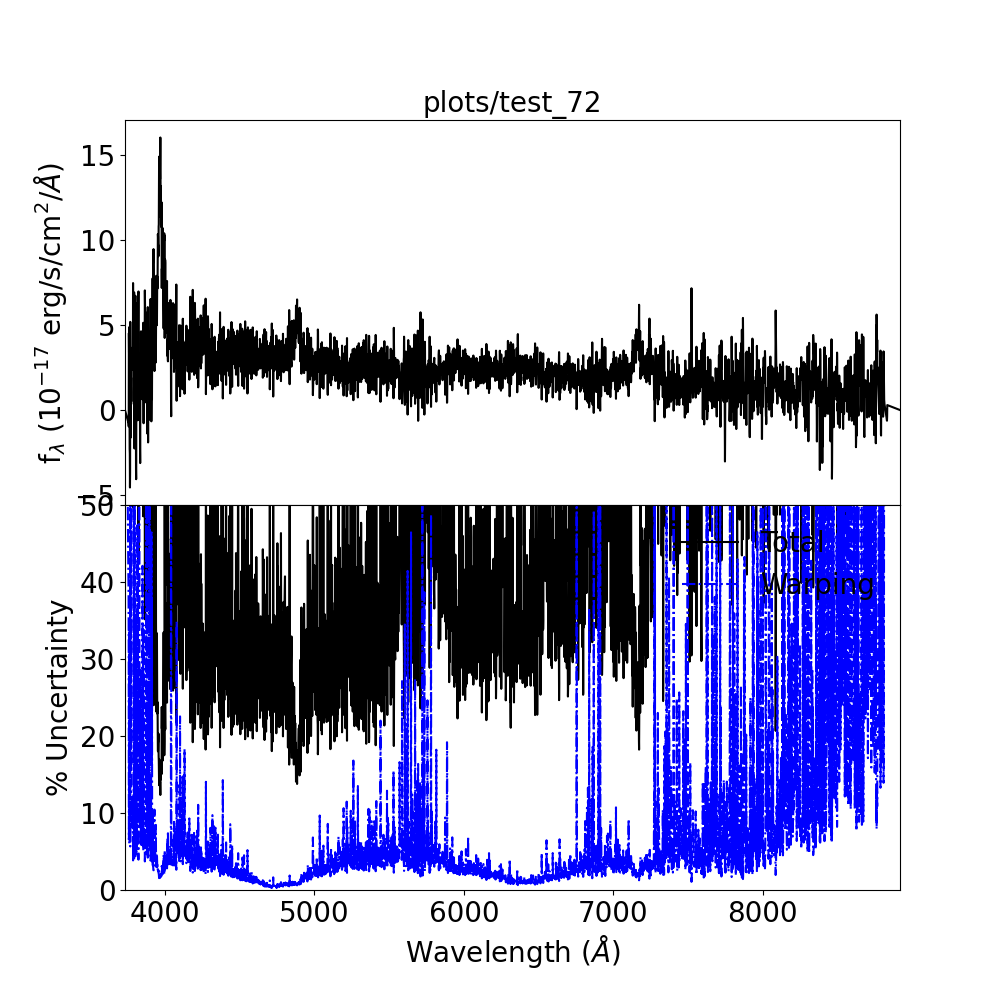 plots/test_72
f_λ (10^−17 erg/s/cm^2/Å)
15
10
5
0
−5
50
40
30
20
10
0
% Uncertainty
Total
Warping
4000 5000 6000 7000 8000
Wavelength (Å)